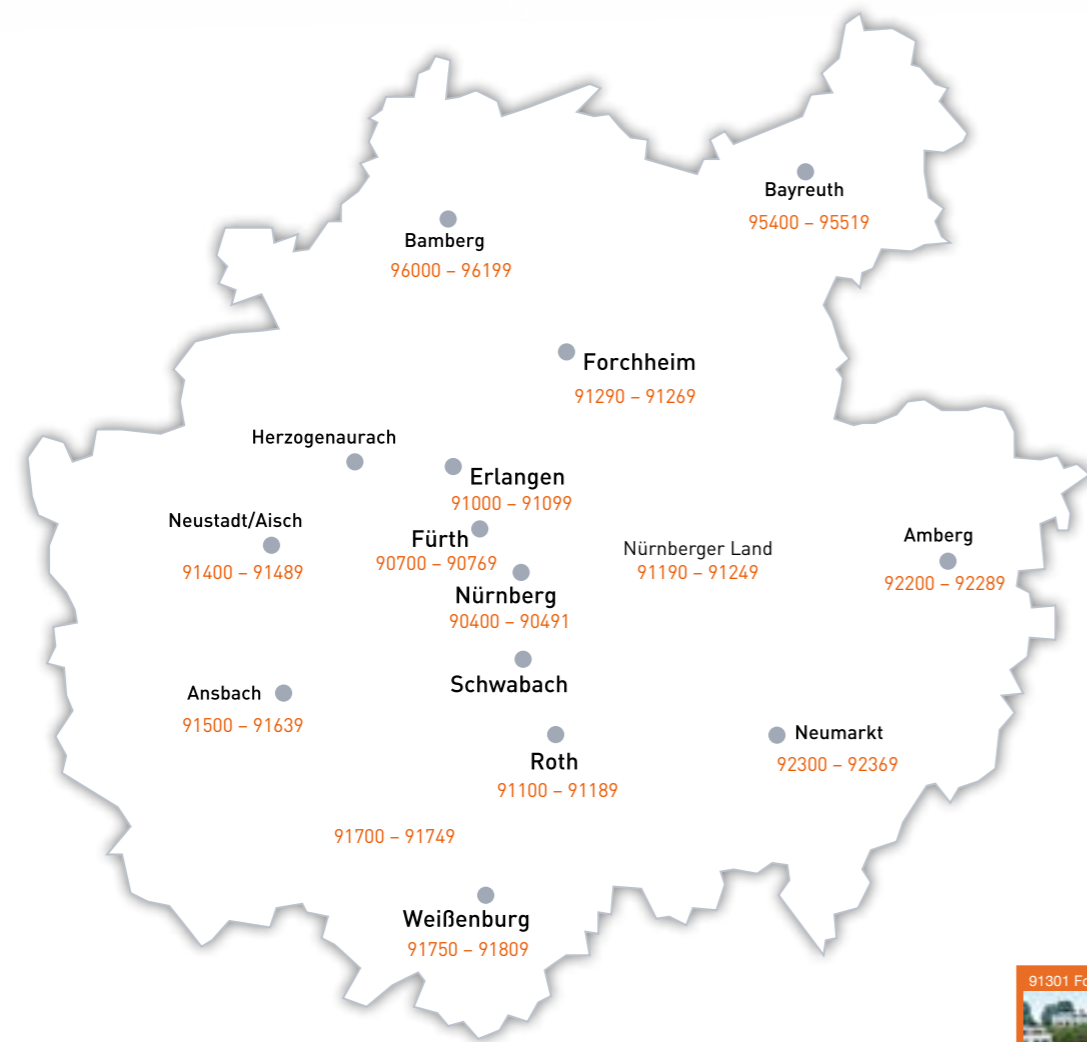 Bayreuth
95400 – 95519
Bamberg
96000 – 96199
Forchheim
91290 – 91269
Herzogenaurach
Erlangen
91000 – 91099
Neustadt/Aisch
91400 – 91489
Fürth
90700 – 90769
Nürnberger Land
91190 – 91249
Amberg
92200 – 92289
Nürnberg
90400 – 90491
Schwabach
Ansbach
91500 – 91639
Neumarkt
92300 – 92369
Roth
91100 – 91189
91700 – 91749
Weißenburg
91750 – 91809
91301 Fo